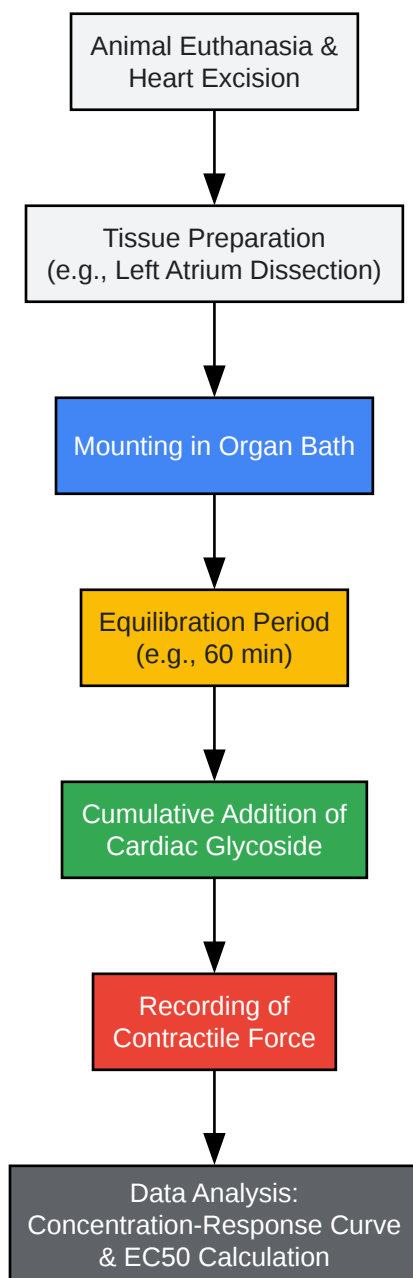 Animal Euthanasia &
Heart Excision
Tissue Preparation
(e.g., Left Atrium Dissection)
Mounting in Organ Bath
Equilibration Period
(e.g., 60 min)
Cumulative Addition of
Cardiac Glycoside
Recording of
Contractile Force
Data Analysis:
Concentration-Response Curve
& EC50 Calculation